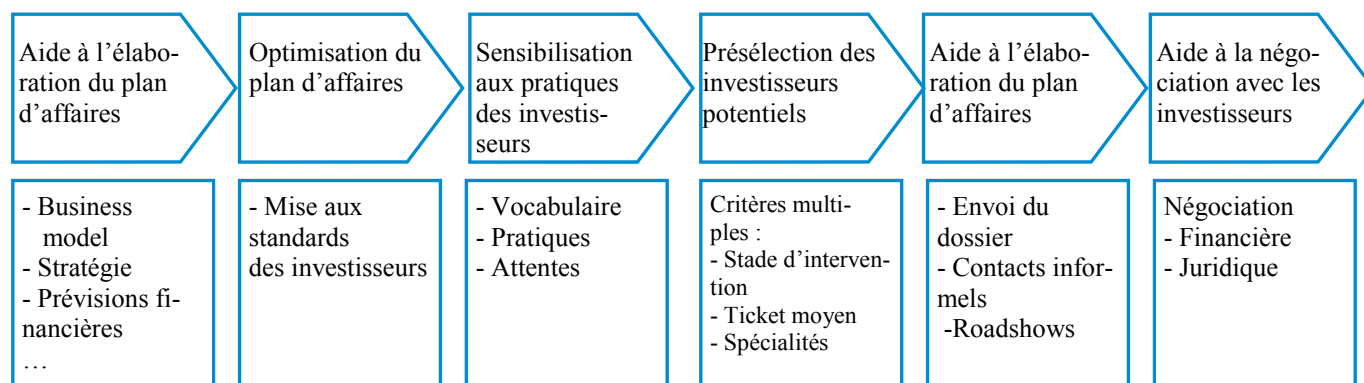 Aide à l’élabo-
ration du plan
d’affaires
Optimisation du
plan d’affaires
Sensibilisation
aux pratiques
des investis-
seurs
Présélection des
investisseurs
potentiels
Aide à l’élabo-
ration du plan
d’affaires
Aide à la négo-
ciation avec les
investisseurs
- Business
model
- Stratégie
- Prévisions fi-
nancières
…
- Mise aux
standards
des investisseurs
- Vocabulaire
- Pratiques
- Attentes
Critères multi-
ples :
- Stade d’interven-
tion
- Ticket moyen
- Spécialités
- Envoi du
dossier
- Contacts infor-
mels
-Roadshows
Négociation
- Financière
- Juridique